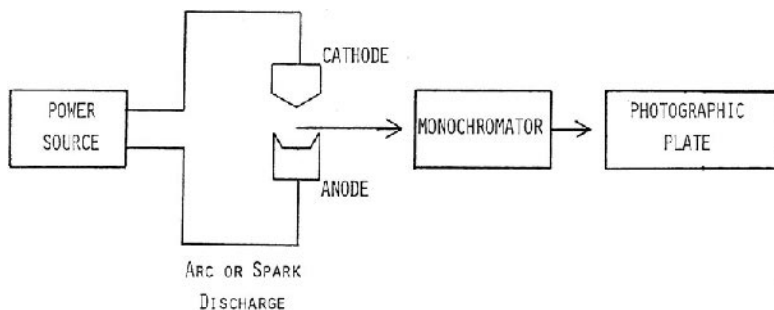 CATHODE
POWER
SOURCE
MONOCHROMATOR
PHOTOGRAPHIC
PLATE
ANODE
ARC OR SPARK
DISCHARGE